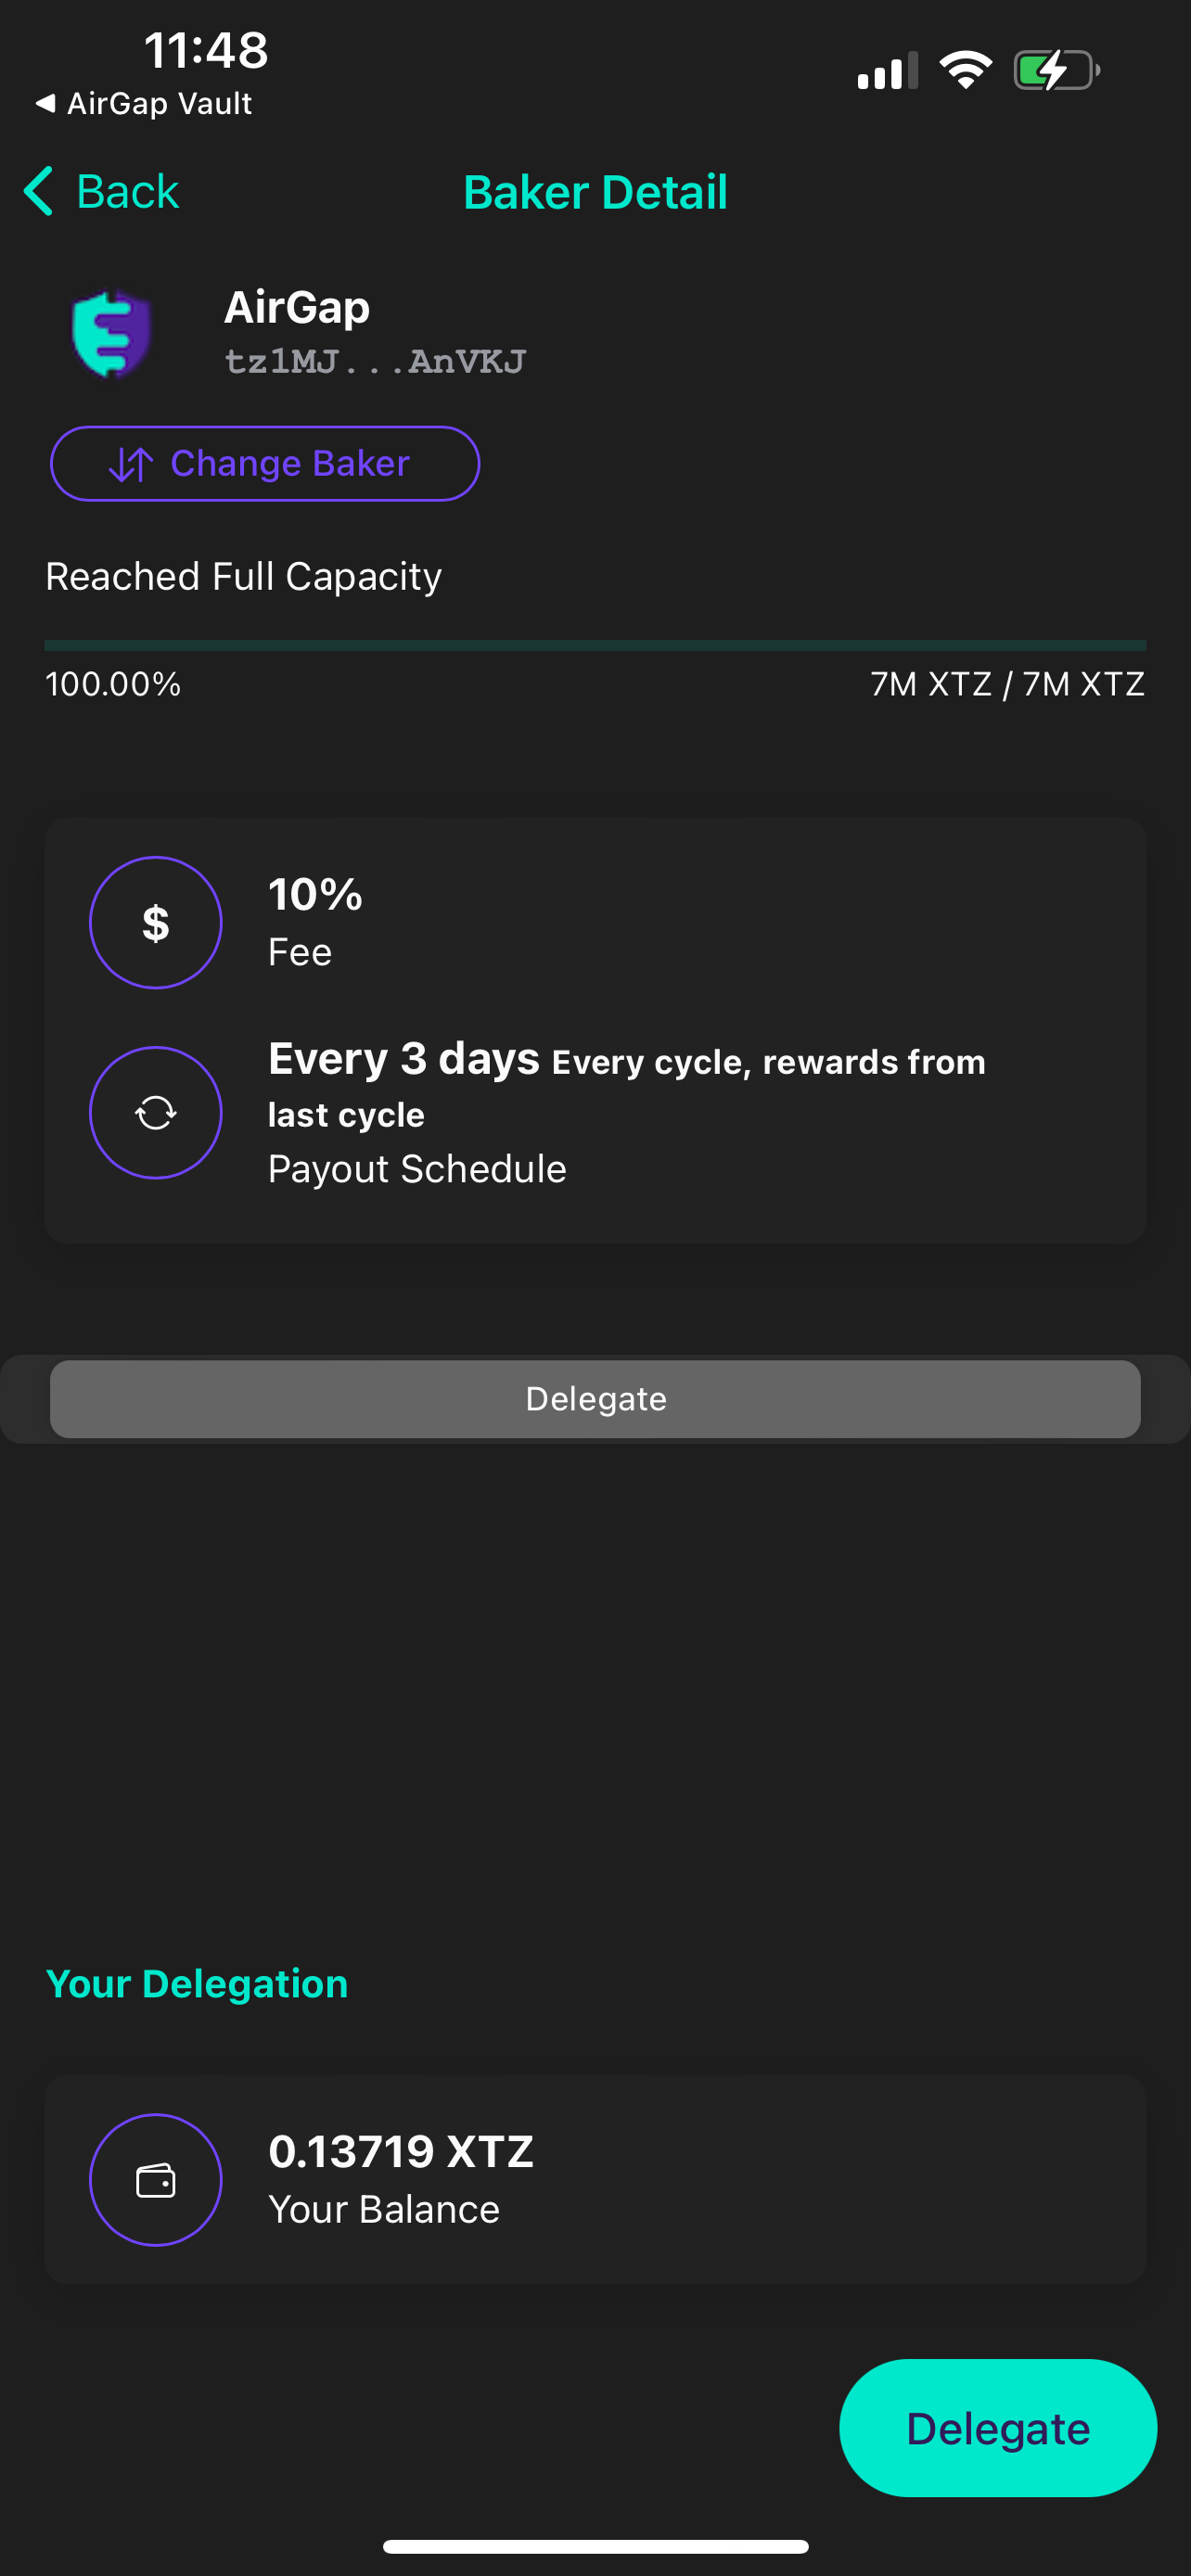 11:48
◀ AirGap Vault
Back
Baker Detail
AirGap
tz1MJ...AnVKJ
Change Baker
Reached Full Capacity
100.00%
7M XTZ / 7M XTZ
$
10%
Fee
Every 3 days Every cycle, rewards from
last cycle
Payout Schedule
Delegate
Your Delegation
0.13719 XTZ
Your Balance
Delegate